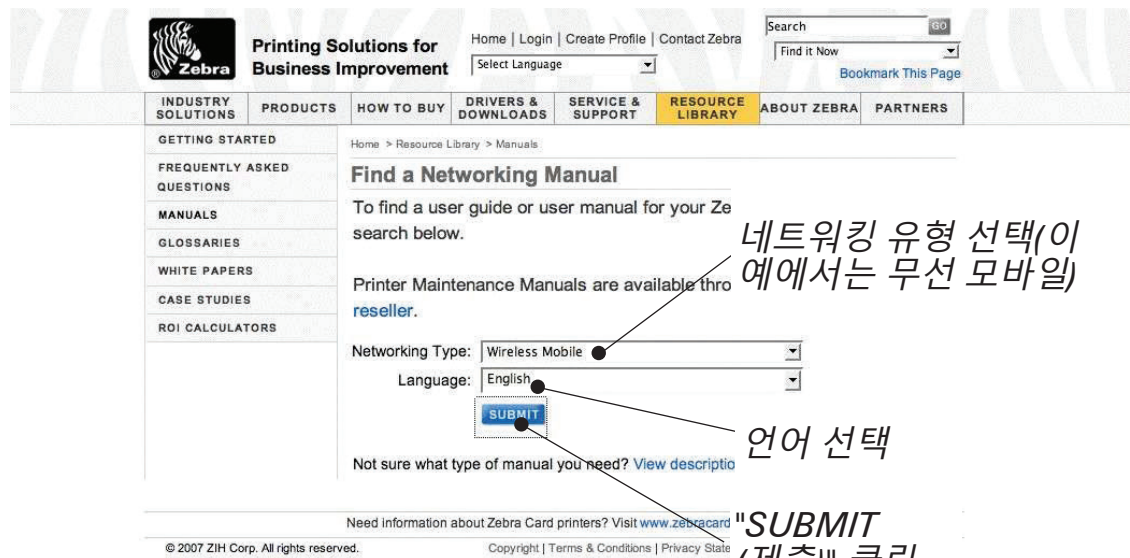 Zebra
Printing Solutions for
Business Improvement
Home | Login | Create Profile | Contact Zebra
Select Language
Search
GO
Find it Now
Bookmark This Page
INDUSTRY
SOLUTIONS
PRODUCTS
HOW TO BUY
DRIVERS &
DOWNLOADS
SERVICE &
SUPPORT
RESOURCE
LIBRARY
ABOUT ZEBRA
PARTNERS
GETTING STARTED
FREQUENTLY ASKED
QUESTIONS
MANUALS
GLOSSARIES
WHITE PAPERS
CASE STUDIES
ROI CALCULATORS
Home > Resource Library > Manuals
Find a Networking Manual
To find a user guide or user manual for your Ze
search below.
Printer Maintenance Manuals are available thro
reseller.
네트워킹 유형 선택(이
예에서는 무선 모바일)
Networking Type: Wireless Mobile
Language: English
SUBMIT
언어 선택
Not sure what type of manual you need? View descriptio
Need information about Zebra Card printers? Visit www.zebracard
"SUBMIT
(제출)" 클릭
© 2007 ZIH Corp. All rights reserved.
Copyright | Terms & Conditions | Privacy State